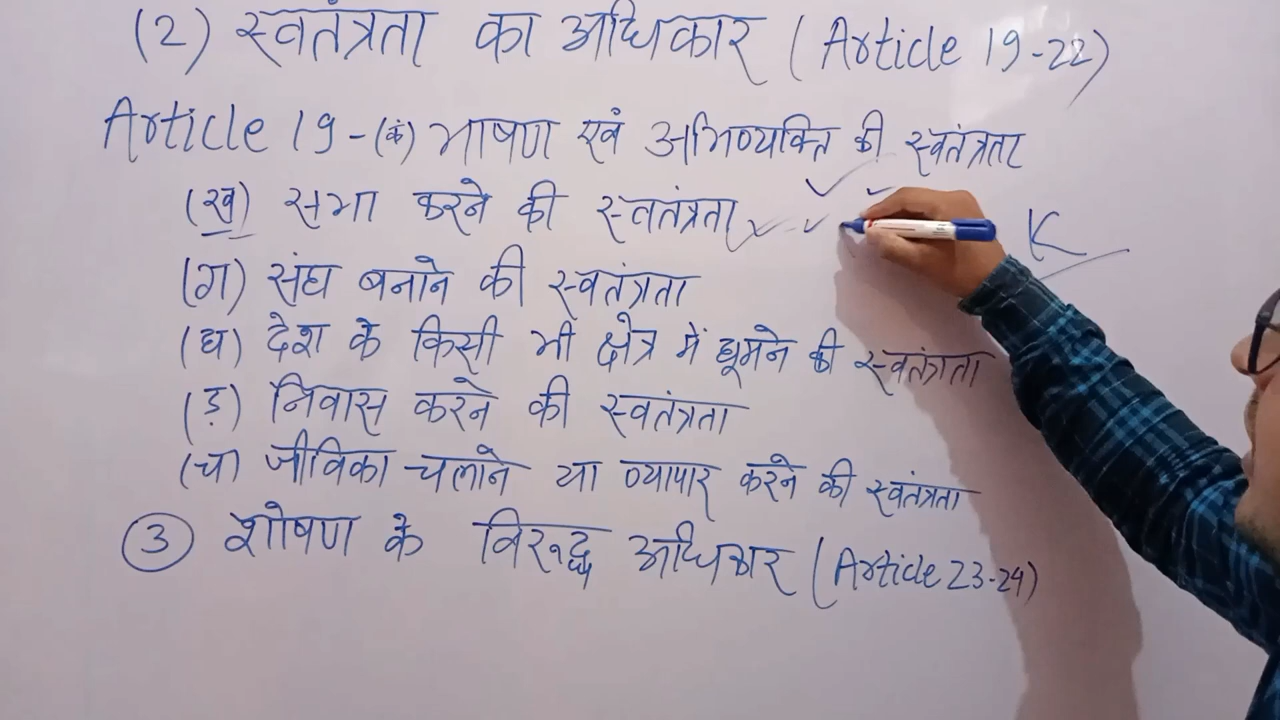 (2) स्वतंत्रता का अधिकार (Article 19-22)
Article 19-(क) भाषण एवं अभिव्यक्ति की स्वतंत्रता
(ख) सभा करने की स्वतंत्रता
K
(ग) संघ बनाने की स्वतंत्रता
(घ) देश के किसी भी क्षेत्र में घूमने की स्वतंत्रता
(ड़) निवास करने की स्वतंत्रता
(च) जीविका चलाने या व्यापार करने की स्वतंत्रता
3 शोषण के विरुद्ध अधिकार (Article 23-24)